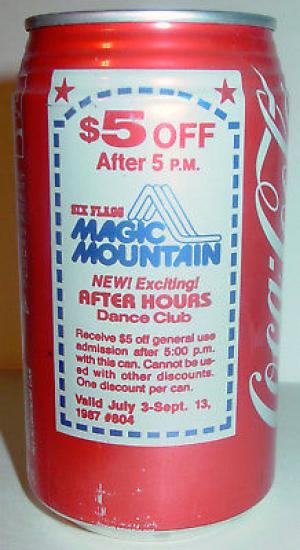 $5 OFF
After 5 P.M.
SIX FLAGS
MAGIC
MOUNTAIN
NEW! Exciting!
AFTER HOURS
Dance Club
Receive $5 off general use
admission after 5:00 p.m.
with this can. Cannot be us-
ed with other discounts.
One discount per can.
Valid July 3-Sept. 13,
1987 #804
Coca-Cola